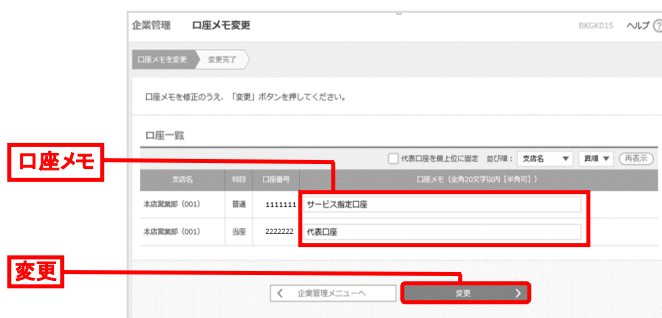 企業管理 口座メモ変更 BKGK015 ヘルプ ?
口座メモを変更 変更完了
口座メモを修正のうえ、「変更」ボタンを押してください。
口座一覧
口座メモ
代表口座を最上位に固定 並び順： 支店名 ▼ 昇順 ▼ 再表示
支店名 科目 口座番号 口座メモ（全角20文字以内［半角可］）
本店営業部（001） 普通 1111111 サービス指定口座
本店営業部（001） 当座 2222222 代表口座
変更
企業管理メニューへ 変更